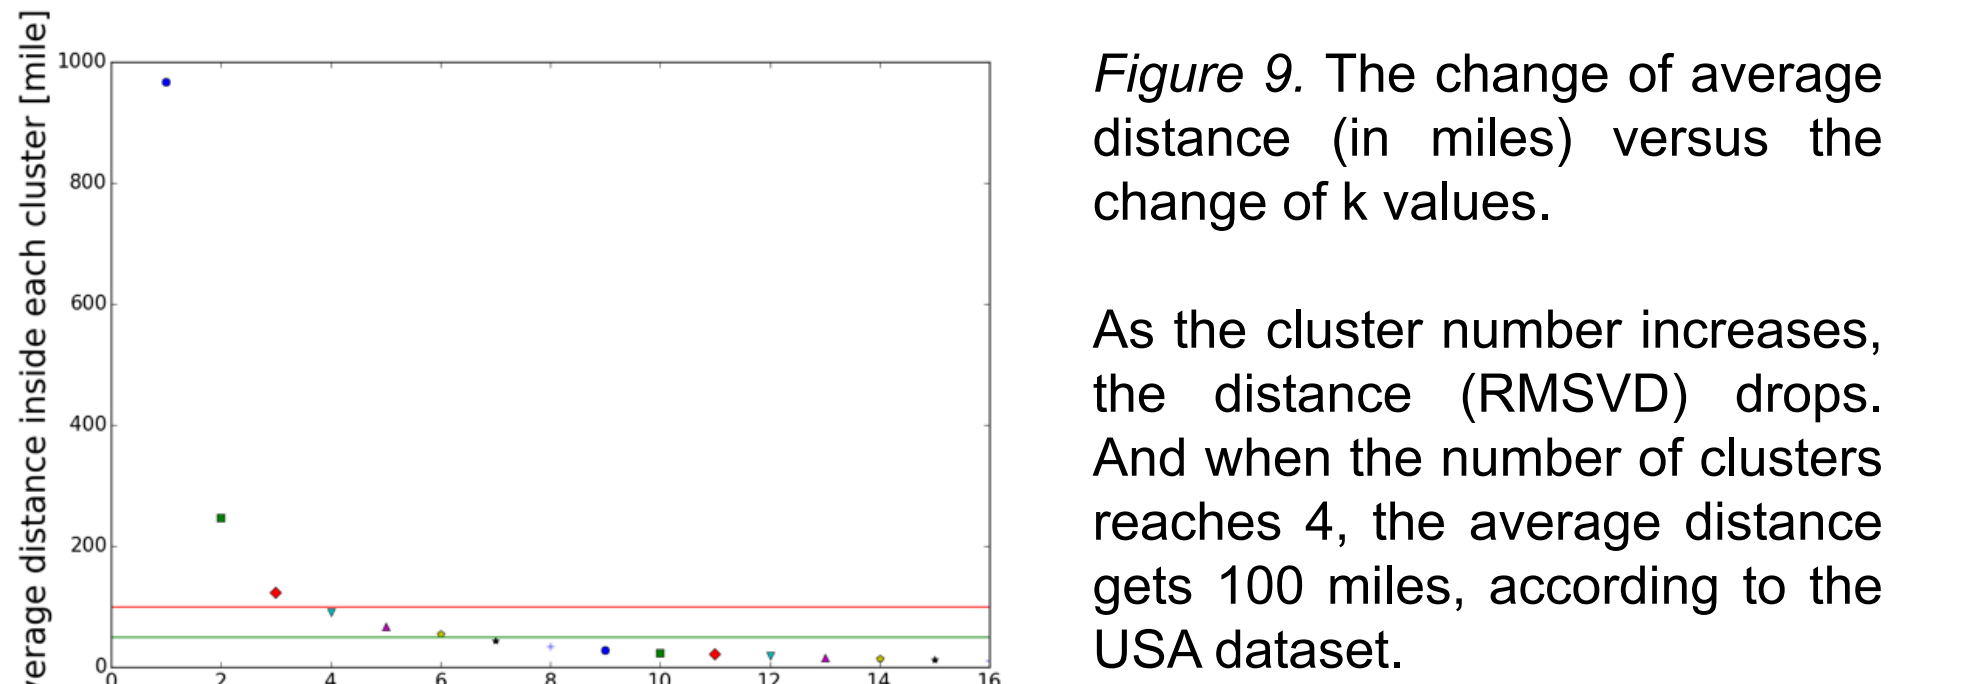 verage distance inside each cluster [mile]
1000
800
600
400
200
0
0 2 4 6 8 10 12 14 16
Figure 9. The change of average
distance (in miles) versus the
change of k values.
As the cluster number increases,
the distance (RMSVD) drops.
And when the number of clusters
reaches 4, the average distance
gets 100 miles, according to the
USA dataset.